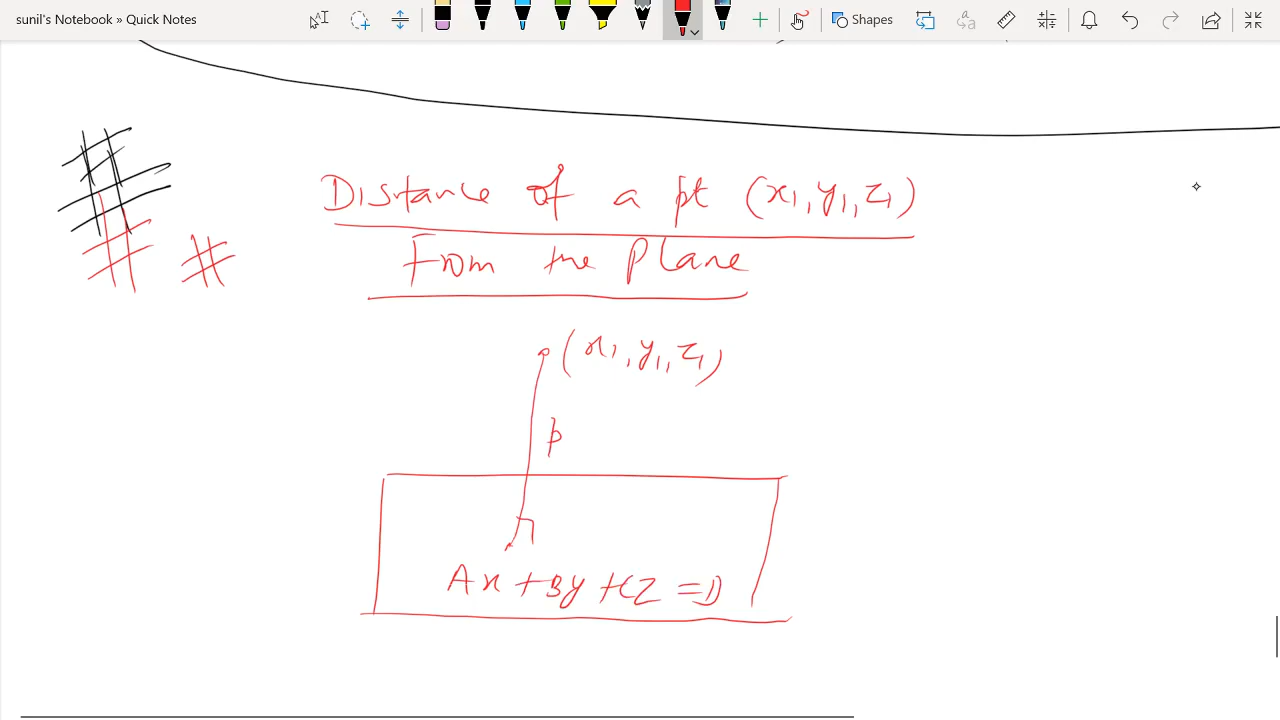 sunil's Notebook » Quick Notes
Shapes
Distance of a pt (x₁, y₁, z₁)
From the Plane
(x₁, y₁, z₁)
p
Ax + By + Cz = D